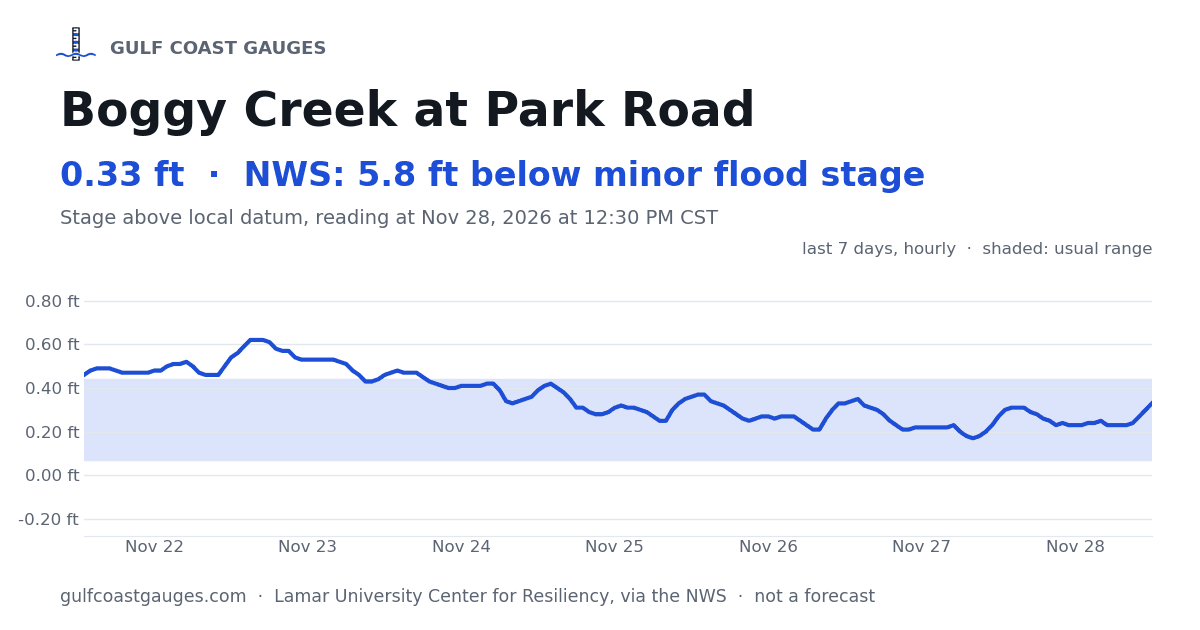 GULF COAST GAUGES
Boggy Creek at Park Road
0.33 ft · NWS: 5.8 ft below minor flood stage
Stage above local datum, reading at Nov 28, 2026 at 12:30 PM CST
last 7 days, hourly · shaded: usual range
0.80 ft
0.60 ft
0.40 ft
0.20 ft
0.00 ft
-0.20 ft
Nov 22 Nov 23 Nov 24 Nov 25 Nov 26 Nov 27 Nov 28
gulfcoastgauges.com · Lamar University Center for Resiliency, via the NWS · not a forecast